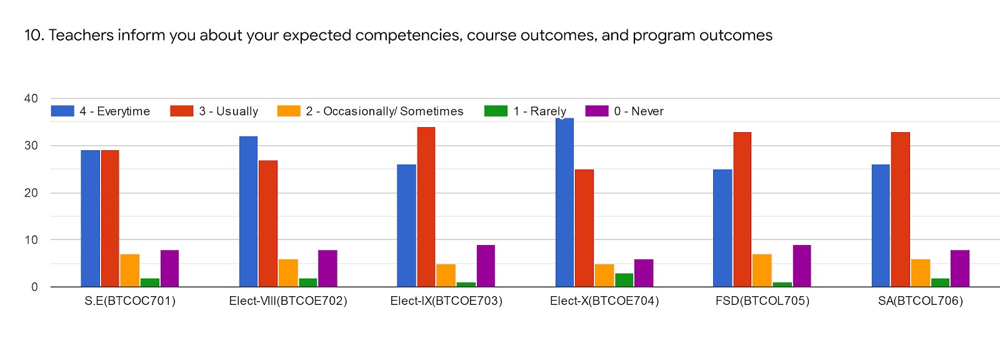 10. Teachers inform you about your expected competencies, course outcomes, and program outcomes
40
4 - Everytime 3 - Usually 2 - Occasionally/ Sometimes 1 - Rarely 0 - Never
30
20
10
0
S.E(BTCOC701) Elect-VIII(BTCOE702) Elect-IX(BTCOE703) Elect-X(BTCOE704) FSD(BTCOL705) SA(BTCOL706)